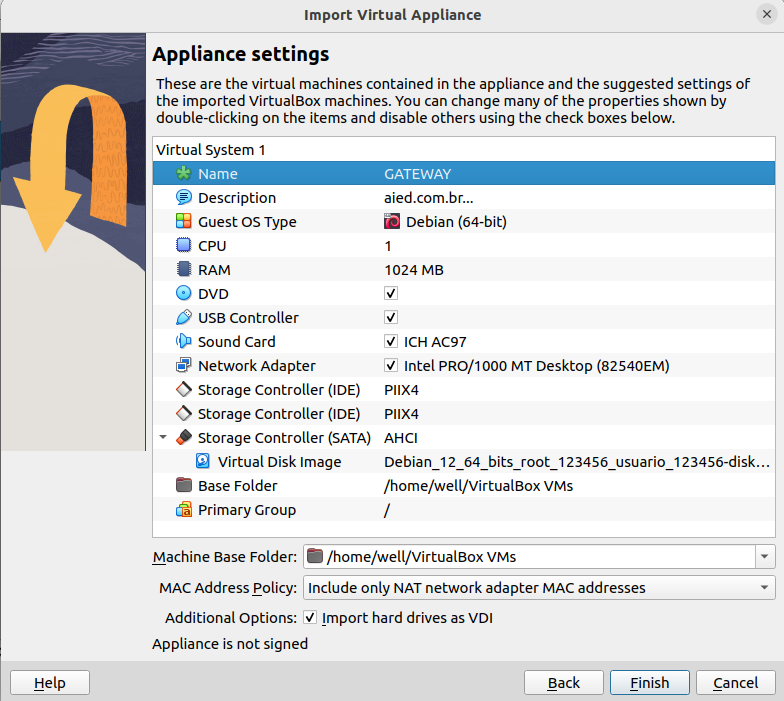 Import Virtual Appliance
Appliance settings
These are the virtual machines contained in the appliance and the suggested settings of
the imported VirtualBox machines. You can change many of the properties shown by
double-clicking on the items and disable others using the check boxes below.
Virtual System 1
Name GATEWAY
Description aied.com.br...
Guest OS Type Debian (64-bit)
CPU 1
RAM 1024 MB
DVD
USB Controller
Sound Card ICH AC97
Network Adapter Intel PRO/1000 MT Desktop (82540EM)
Storage Controller (IDE) PIIX4
Storage Controller (IDE) PIIX4
Storage Controller (SATA) AHCI
Virtual Disk Image Debian_12_64_bits_root_123456_usuario_123456-disk...
Base Folder /home/well/VirtualBox VMs
Primary Group /
Machine Base Folder: /home/well/VirtualBox VMs
MAC Address Policy: Include only NAT network adapter MAC addresses
Additional Options: Import hard drives as VDI
Appliance is not signed
Help Back Finish Cancel